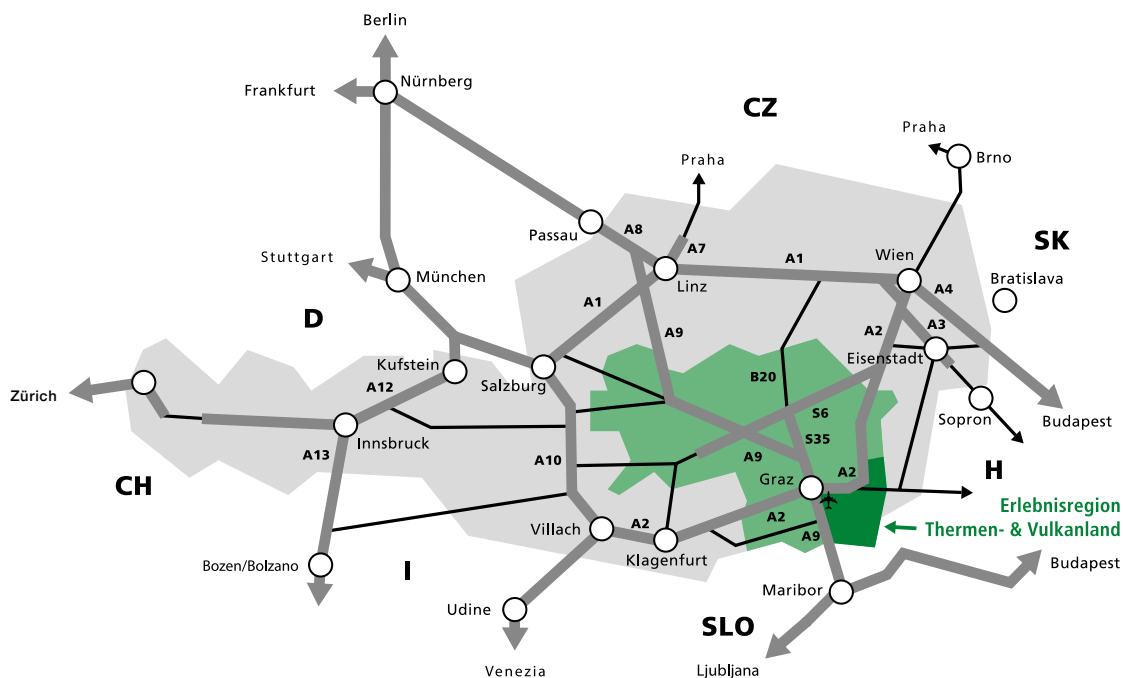 Berlin
Nürnberg
Frankfurt
CZ
Praha
Brno
Praha
Passau
A8
A7
SK
Stuttgart
München
Linz
A1
Wien
A4
Bratislava
D
A1
A9
A2
A3
Eisenstadt
Kufstein
Salzburg
B20
Zürich
A12
Sopron
Budapest
S6
Innsbruck
S35
A13
A10
A9
A2
CH
Graz
H
Erlebnisregion
Thermen- & Vulkanland
Villach
A2
A2
A9
Klagenfurt
Bozen/Bolzano
I
Budapest
Maribor
Udine
SLO
Venezia
Ljubljana